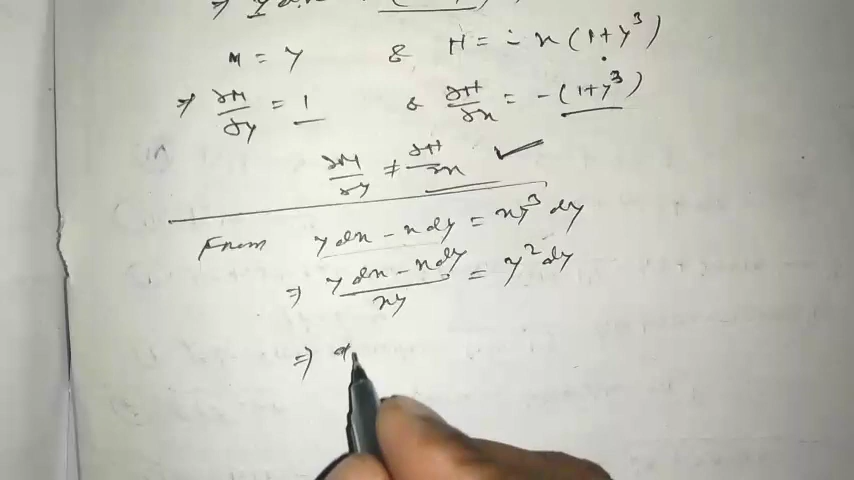 M = y & N = - x (1 + y³)
⇒ ∂M/∂y = 1 & ∂N/∂x = -(1+y³)
∂M/∂y ≠ ∂N/∂x ✓
From y dx - x dy = xy³ dy
⇒ (y dx - x dy)/xy = y² dy
⇒